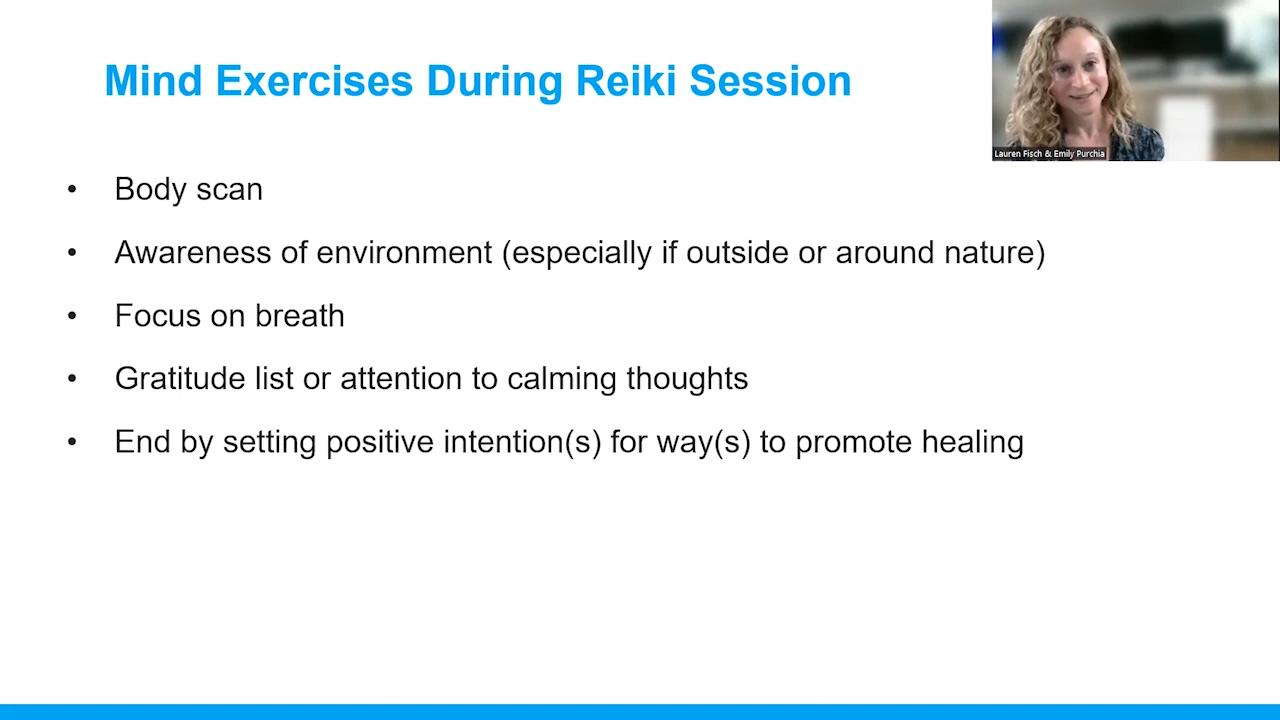 Mind Exercises During Reiki Session
Lauren Fisch & Emily Purchia
• Body scan
• Awareness of environment (especially if outside or around nature)
• Focus on breath
• Gratitude list or attention to calming thoughts
• End by setting positive intention(s) for way(s) to promote healing